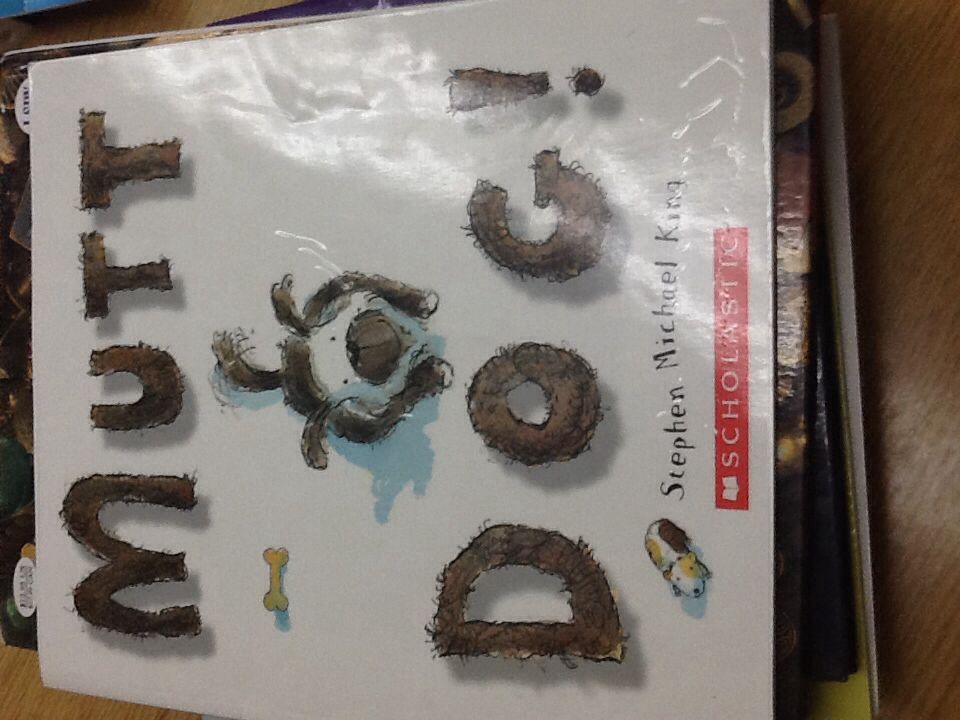 MUTT
DOG!
Stephen Michael King
SCHOLASTIC